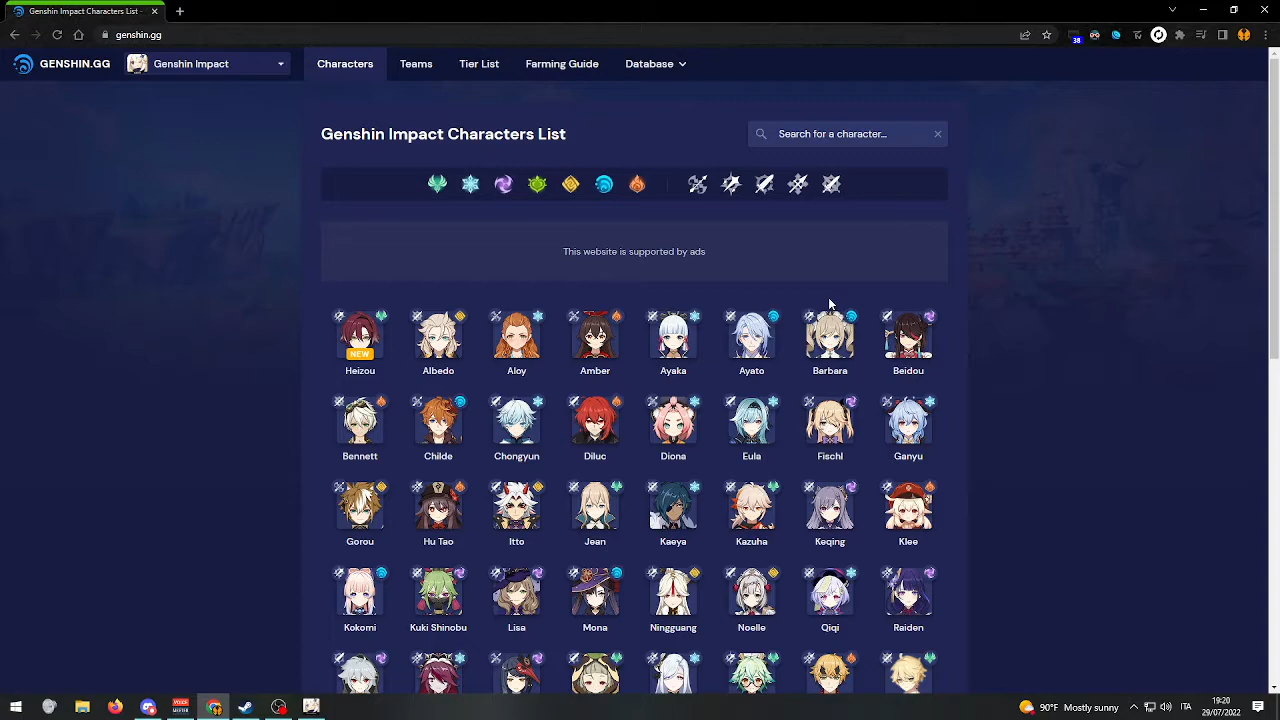 Genshin Impact Characters List -
genshin.gg
38
GENSHIN.GG
Genshin Impact
Characters
Teams
Tier List
Farming Guide
Database
Genshin Impact Characters List
Search for a character...
This website is supported by ads
NEW
Heizou
Albedo
Aloy
Amber
Ayaka
Ayato
Barbara
Beidou
Bennett
Childe
Chongyun
Diluc
Diona
Eula
Fischl
Ganyu
Gorou
Hu Tao
Itto
Jean
Kaeya
Kazuha
Keqing
Klee
Kokomi
Kuki Shinobu
Lisa
Mona
Ningguang
Noelle
Qiqi
Raiden
90°F Mostly sunny
ITA
19:20
29/07/2022